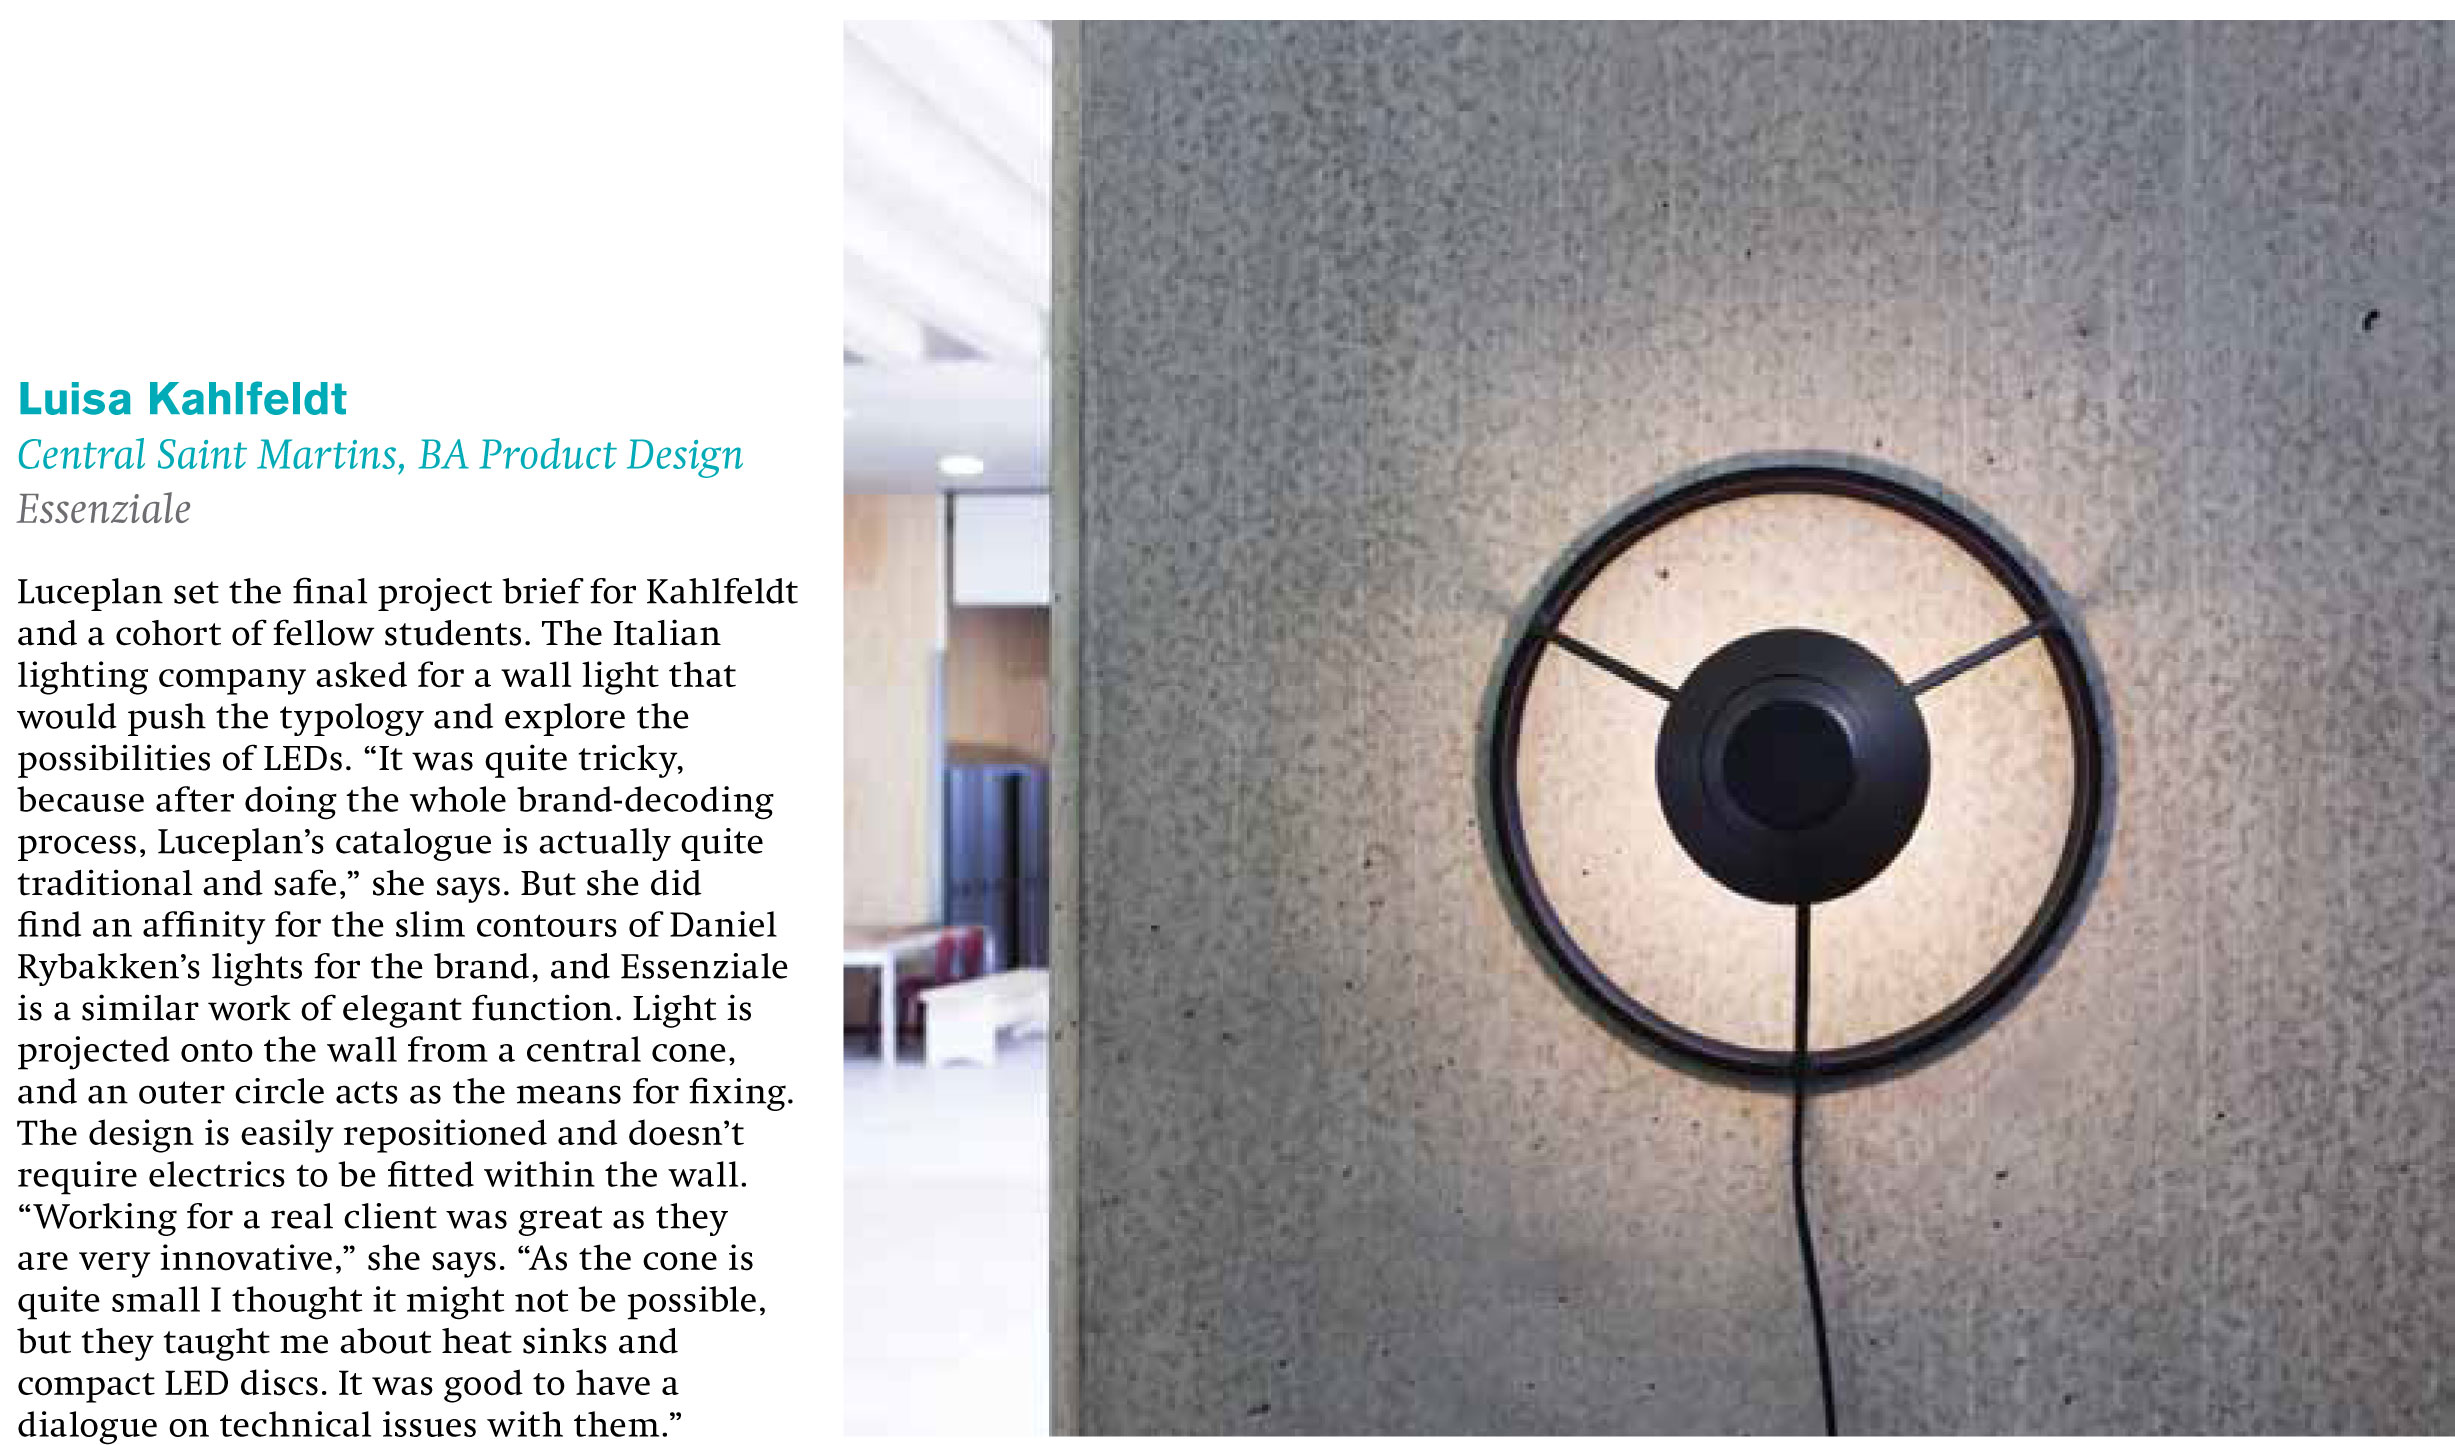 Luisa Kahlfeldt
Central Saint Martins, BA Product Design
Essenziale
Luceplan set the final project brief for Kahlfeldt
and a cohort of fellow students. The Italian
lighting company asked for a wall light that
would push the typology and explore the
possibilities of LEDs. “It was quite tricky,
because after doing the whole brand-decoding
process, Luceplan’s catalogue is actually quite
traditional and safe,” she says. But she did
find an affinity for the slim contours of Daniel
Rybakken’s lights for the brand, and Essenziale
is a similar work of elegant function. Light is
projected onto the wall from a central cone,
and an outer circle acts as the means for fixing.
The design is easily repositioned and doesn’t
require electrics to be fitted within the wall.
“Working for a real client was great as they
are very innovative,” she says. “As the cone is
quite small I thought it might not be possible,
but they taught me about heat sinks and
compact LED discs. It was good to have a
dialogue on technical issues with them.”